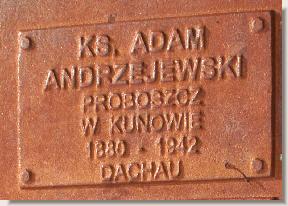 KS. ADAM
ANDRZEJEWSKI
PROBOSZCZ
W KUNOWIE
1880 - 1942
DACHAU